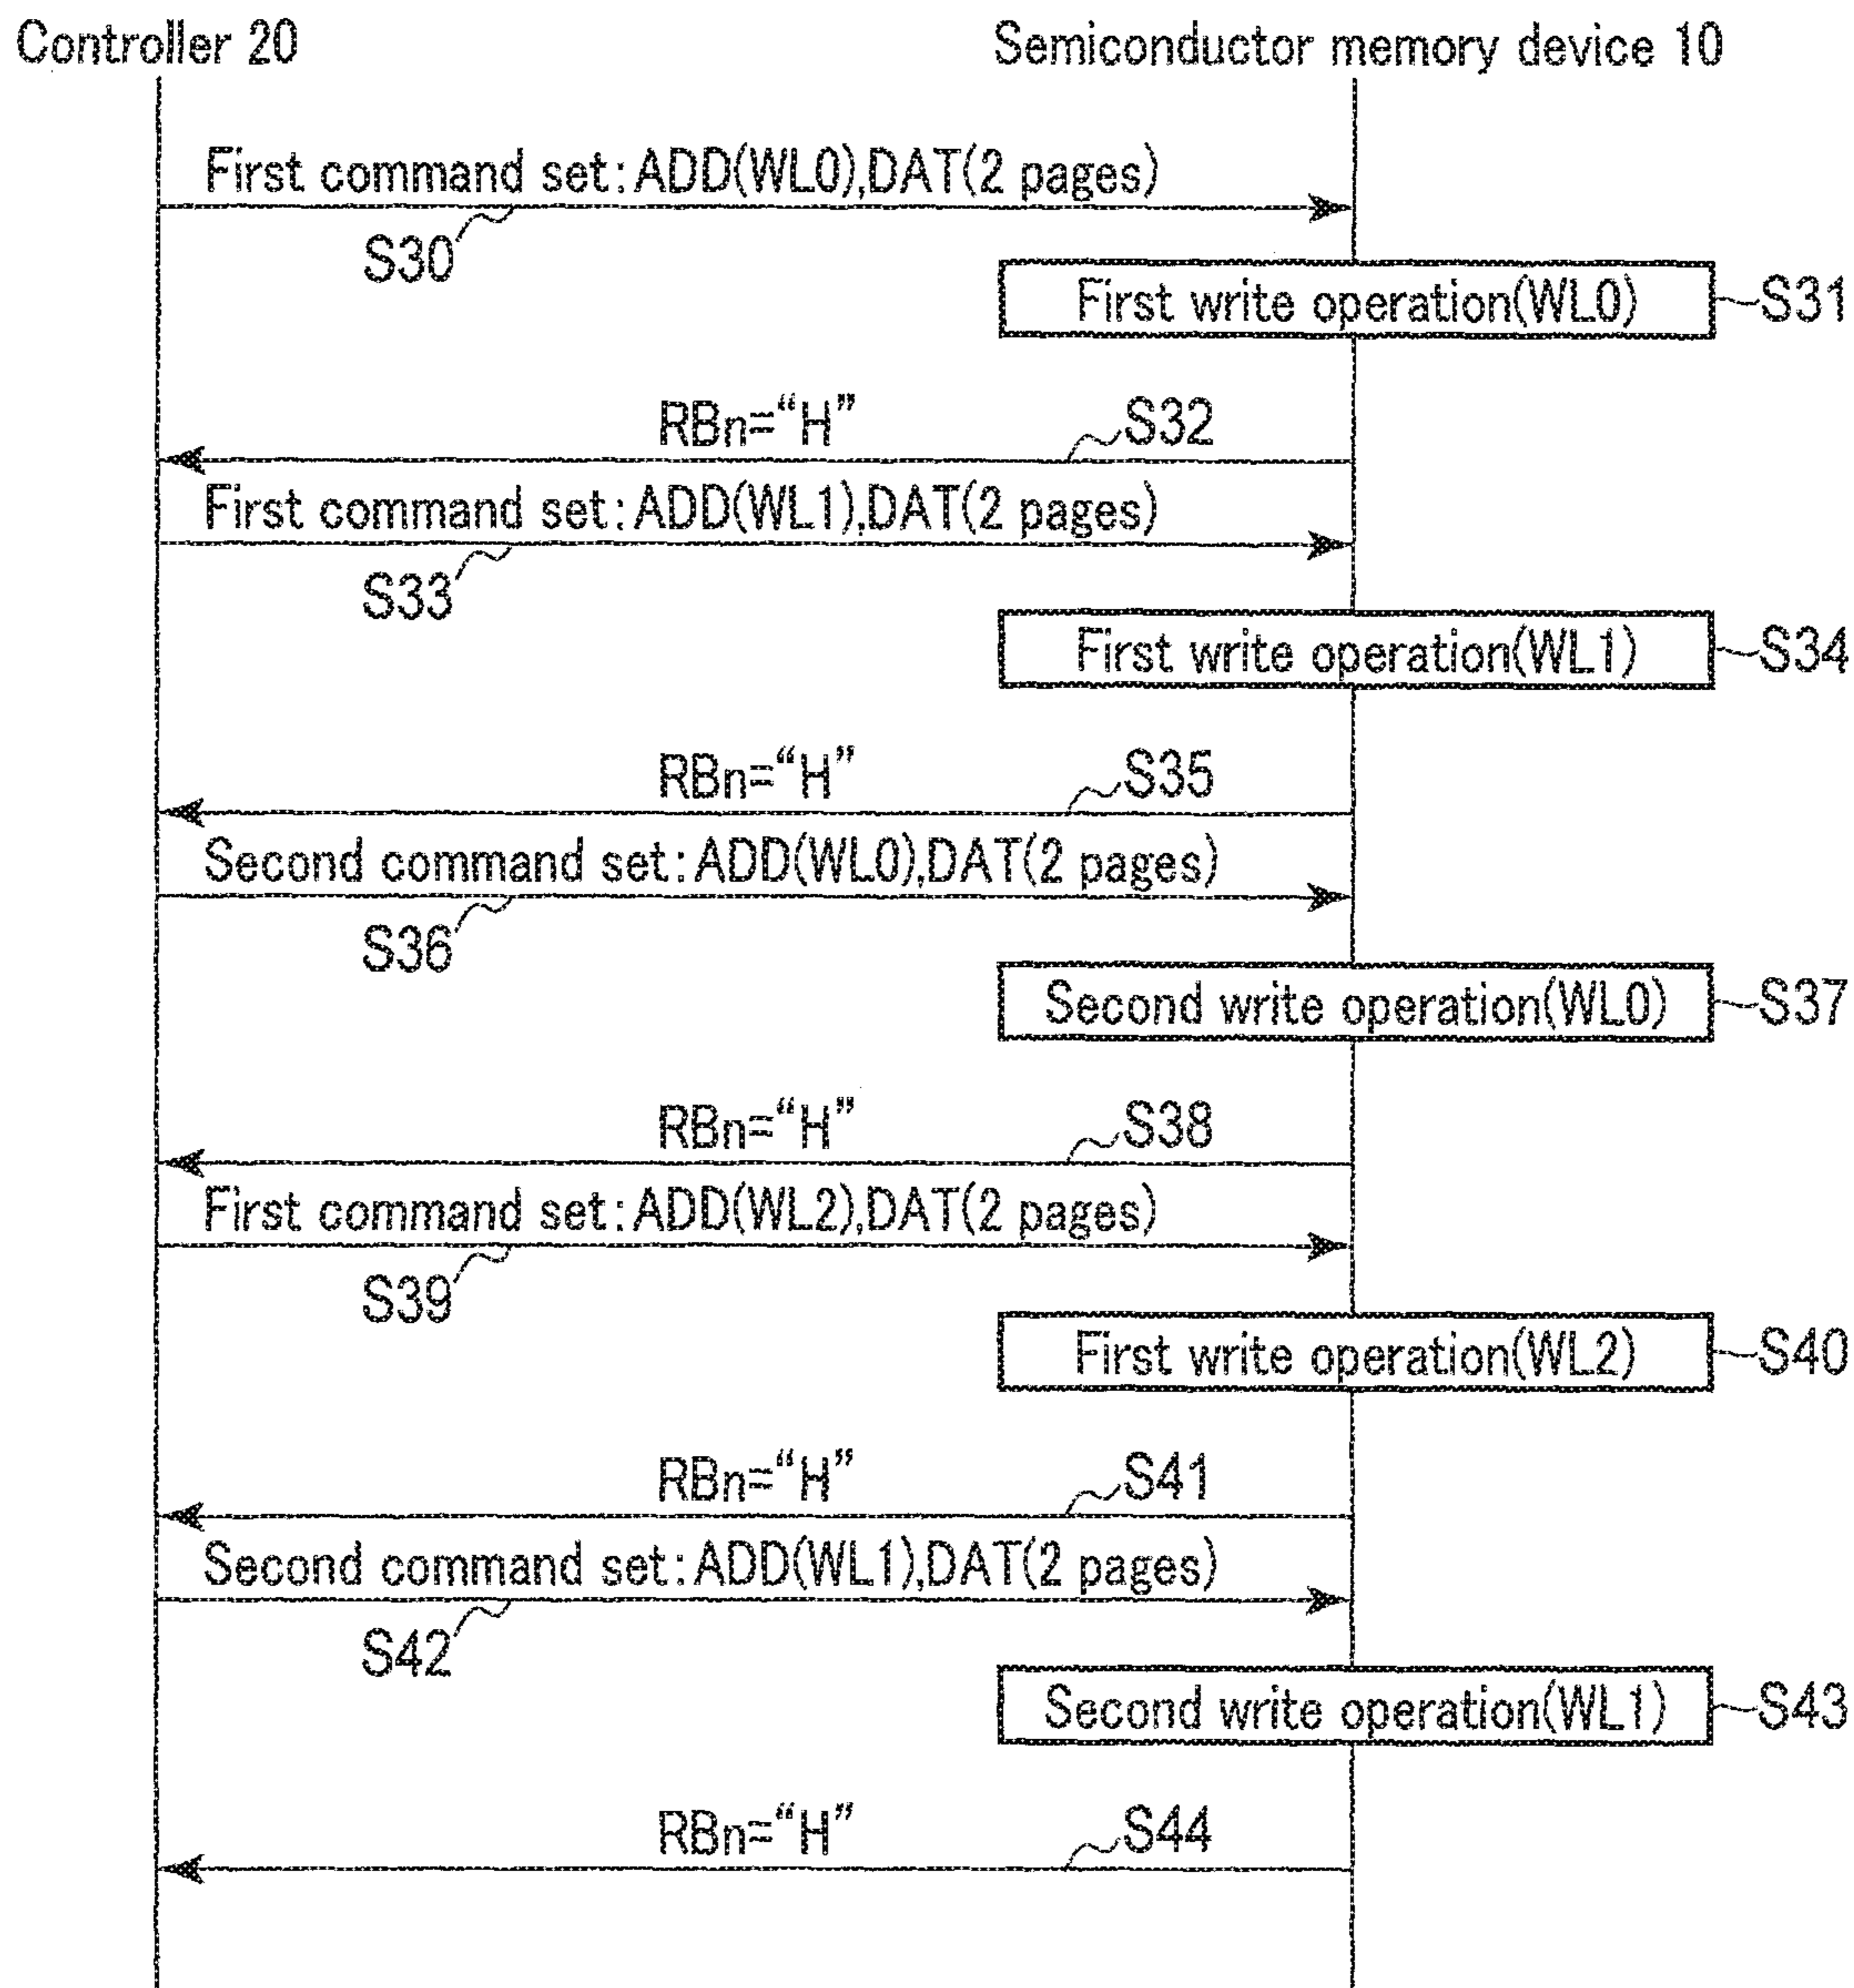 Controller 20
Semiconductor memory device 10
First command set:ADD(WL0),DAT(2 pages)
S30
First write operation(WL0)
S31
RBn=“H”
S32
First command set:ADD(WL1),DAT(2 pages)
S33
First write operation(WL1)
S34
RBn=“H”
S35
Second command set:ADD(WL0),DAT(2 pages)
S36
Second write operation(WL0)
S37
RBn=“H”
S38
First command set:ADD(WL2),DAT(2 pages)
S39
First write operation(WL2)
S40
RBn=“H”
S41
Second command set:ADD(WL1),DAT(2 pages)
S42
Second write operation(WL1)
S43
RBn=“H”
S44